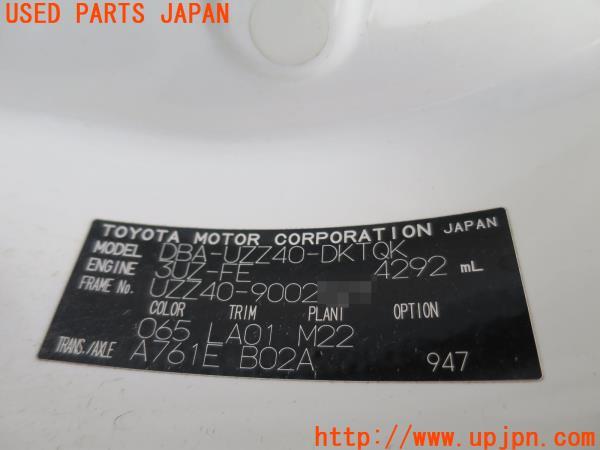 USED PARTS JAPAN
TOYOTA MOTOR CORPORATION JAPAN
MODEL DBA-UZZ40-DKTQK
ENGINE 3UZ-FE 4292 mL
FRAME No. UZZ40-9002
COLOR TRIM PLANT OPTION
065 LA01 M22
TRANS./AXLE A761E B02A 947
http://www.upjpn.com